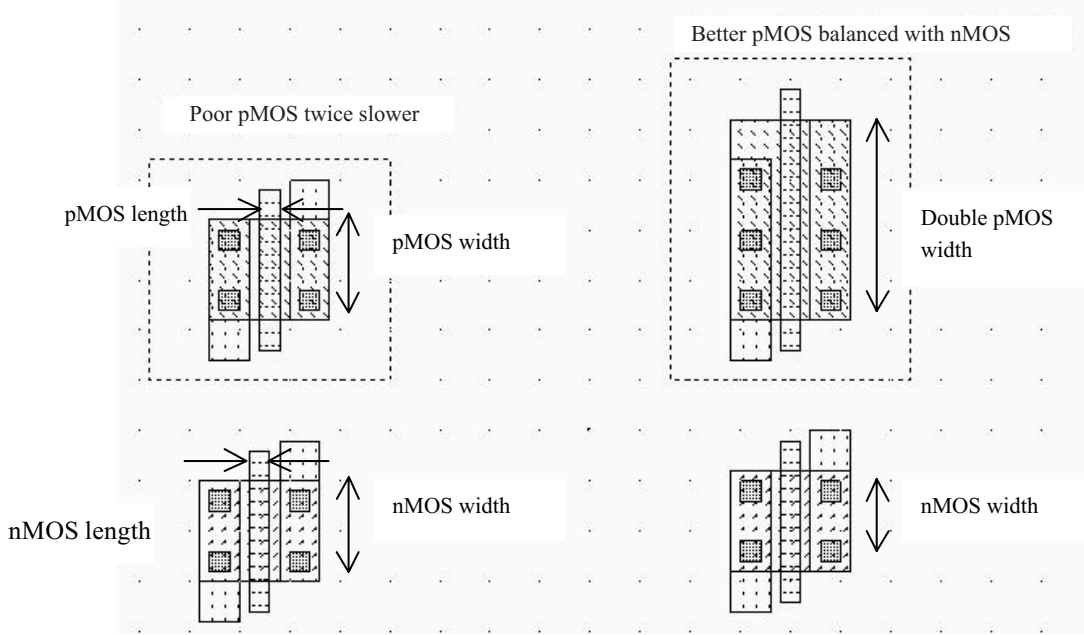 Better pMOS balanced with nMOS
Poor pMOS twice slower
pMOS length
pMOS width
Double pMOS
width
nMOS length
nMOS width
nMOS width